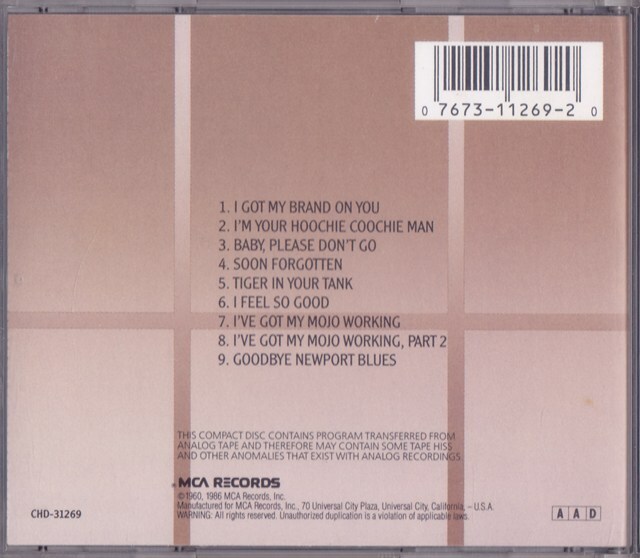 0 7673-11269-2 0
1. I GOT MY BRAND ON YOU
2. I'M YOUR HOOCHIE COOCHIE MAN
3. BABY, PLEASE DON'T GO
4. SOON FORGOTTEN
5. TIGER IN YOUR TANK
6. I FEEL SO GOOD
7. I'VE GOT MY MOJO WORKING
8. I'VE GOT MY MOJO WORKING, PART 2
9. GOODBYE NEWPORT BLUES
THIS COMPACT DISC CONTAINS PROGRAM TRANSFERRED FROM
ANALOG TAPE AND THEREFORE MAY CONTAIN SOME TAPE HISS
AND OTHER ANOMALIES THAT EXIST WITH ANALOG RECORDINGS
MCA RECORDS
©1960, 1986 MCA Records, Inc.
Manufactured for MCA Records, Inc., 70 Universal City Plaza, Universal City, California, – U.S.A.
WARNING: All rights reserved. Unauthorized duplication is a violation of applicable laws.
CHD-31269
A A D